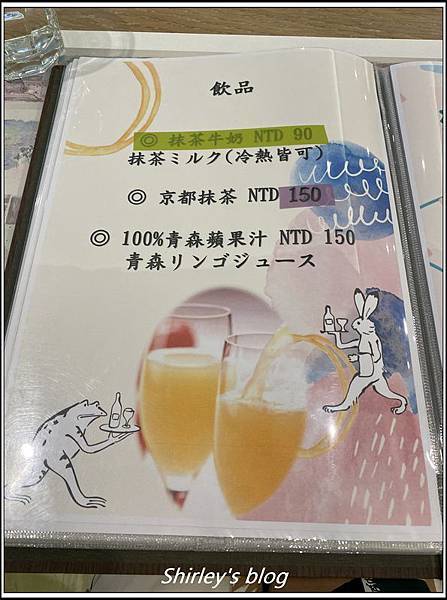 飲品
◎ 抹茶牛奶 NTD 90
抹茶ミルク(冷熱皆可)
◎ 京都抹茶 NTD 150
◎ 100%青森蘋果汁 NTD 150
青森リンゴジュース
Shirley's blog